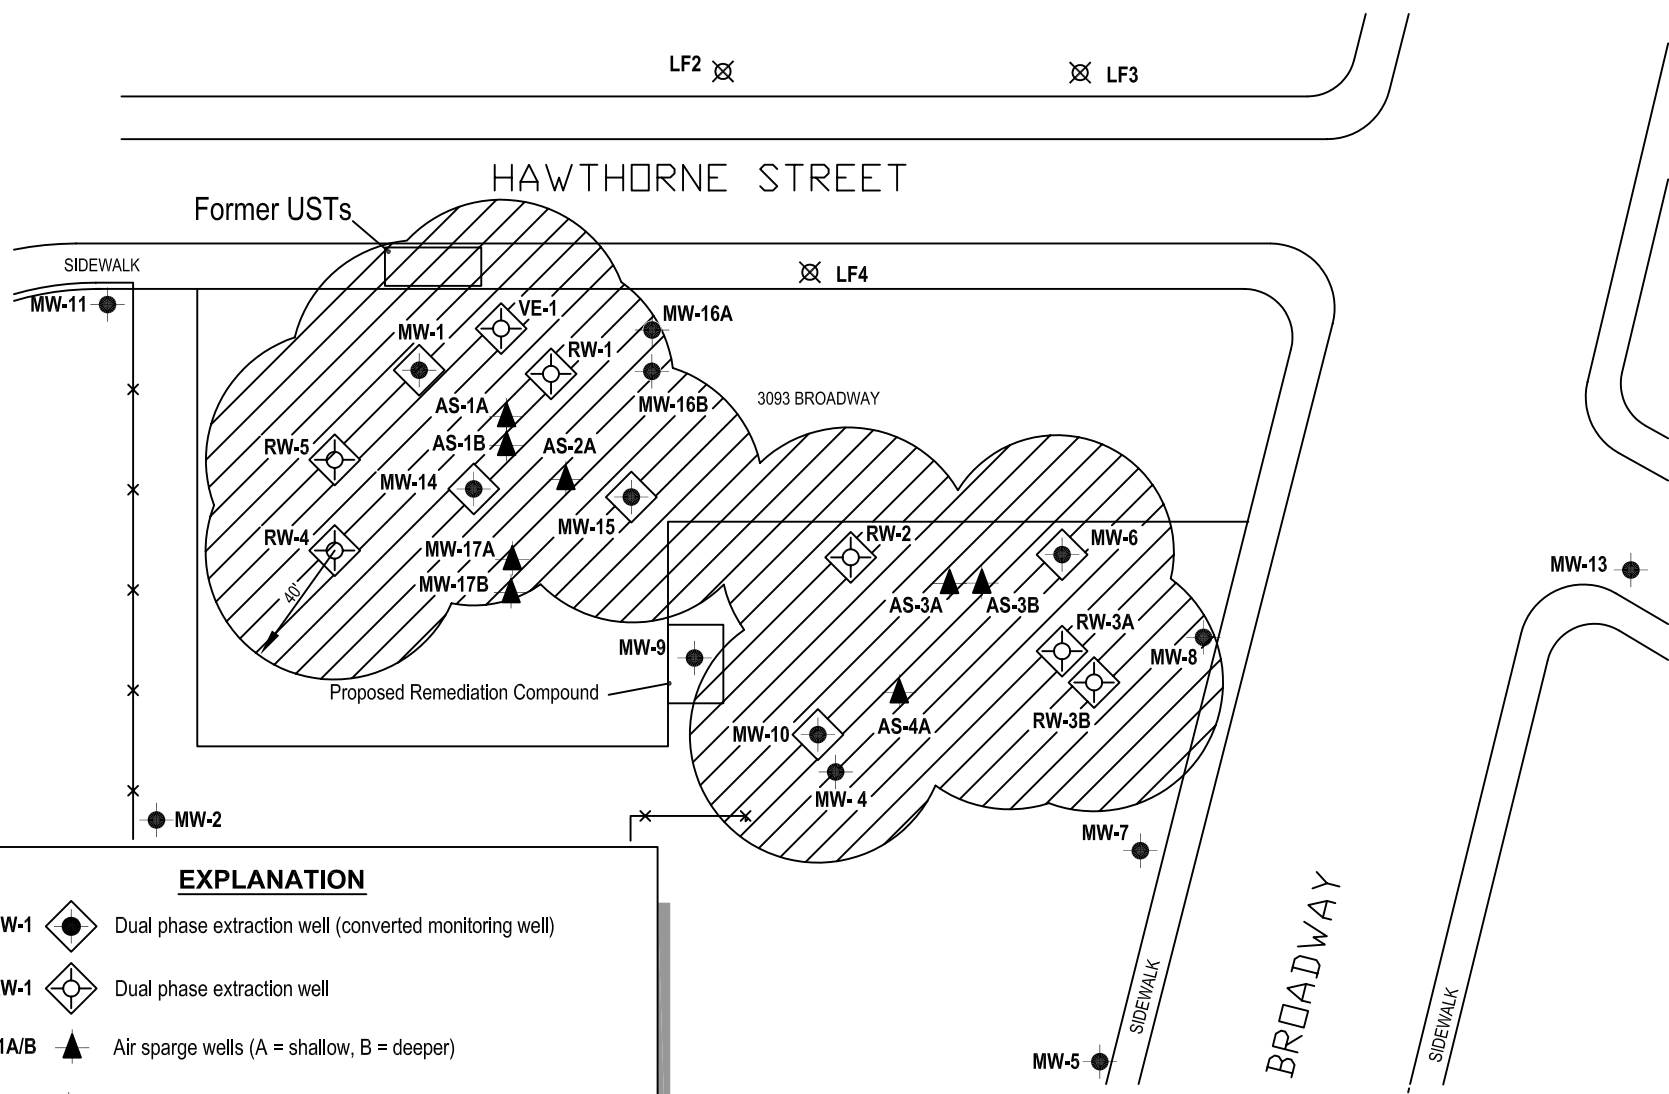 LF2
LF3
HAWTHORNE STREET
Former USTs
SIDEWALK
LF4
MW-11
VE-1
MW-16A
MW-1
RW-1
MW-16B
3093 BROADWAY
AS-1A
AS-1B
AS-2A
RW-5
MW-14
MW-15
RW-4
RW-2
MW-6
MW-17A
MW-17B
MW-13
40'
AS-3A
AS-3B
RW-3A
MW-9
MW-8
Proposed Remediation Compound
RW-3B
MW-10
AS-4A
MW- 4
MW-2
MW-7
EXPLANATION
W-1 Dual phase extraction well (converted monitoring well)
W-1 Dual phase extraction well
1A/B Air sparge wells (A = shallow, B = deeper)
MW-5
SIDEWALK
BROADWAY
SIDEWALK